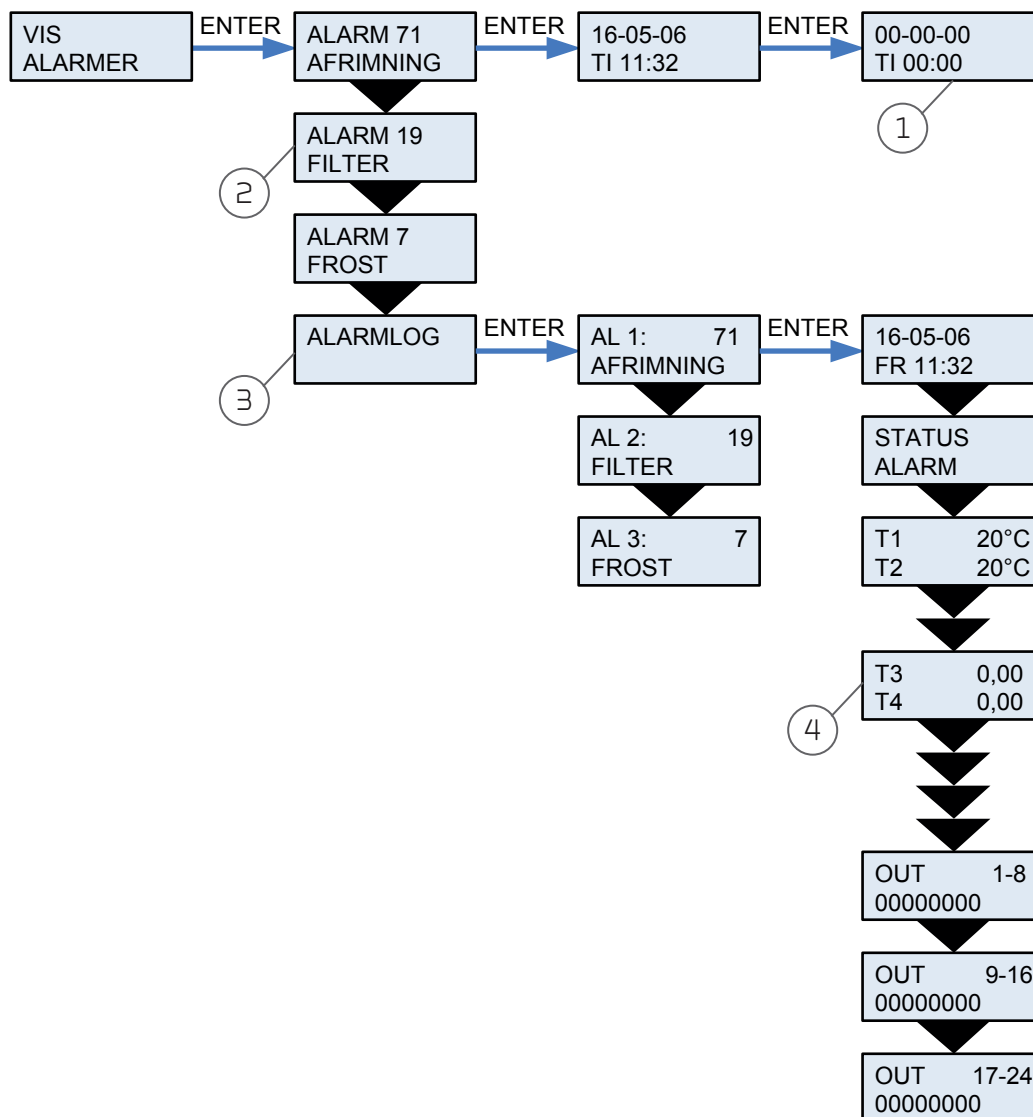 VIS
ALARMER
ENTER
ALARM 71
AFRIMNING
ENTER
16-05-06
TI 11:32
ENTER
00-00-00
TI 00:00
1
ALARM 19
FILTER
2
ALARM 7
FROST
ALARMLOG
3
ENTER
AL 1: 71
AFRIMNING
ENTER
16-05-06
FR 11:32
AL 2: 19
FILTER
STATUS
ALARM
AL 3: 7
FROST
T1 20°C
T2 20°C
T3 0,00
T4 0,00
4
OUT 1-8
00000000
OUT 9-16
00000000
OUT 17-24
00000000